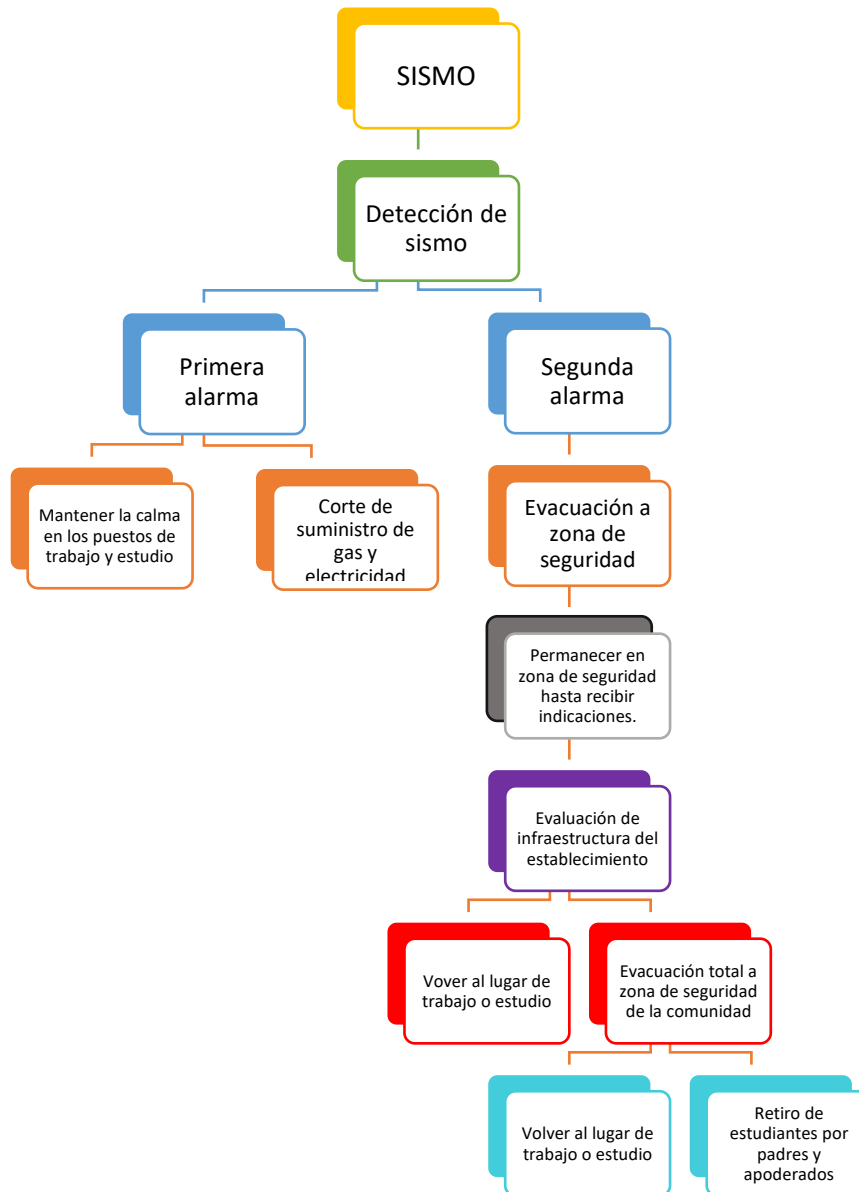 SISMO
Detección de
sismo
Primera
alarma
Segunda
alarma
Mantener la calma
en los puestos de
trabajo y estudio
Corte de
suministro de
gas y
electricidad
Evacuación a
zona de
seguridad
Permanecer en
zona de seguridad
hasta recibir
indicaciones.
Evaluación de
infraestructura del
establecimiento
Vover al lugar de
trabajo o estudio
Evacuación total a
zona de seguridad
de la comunidad
Volver al lugar de
trabajo o estudio
Retiro de
estudiantes por
padres y
apoderados